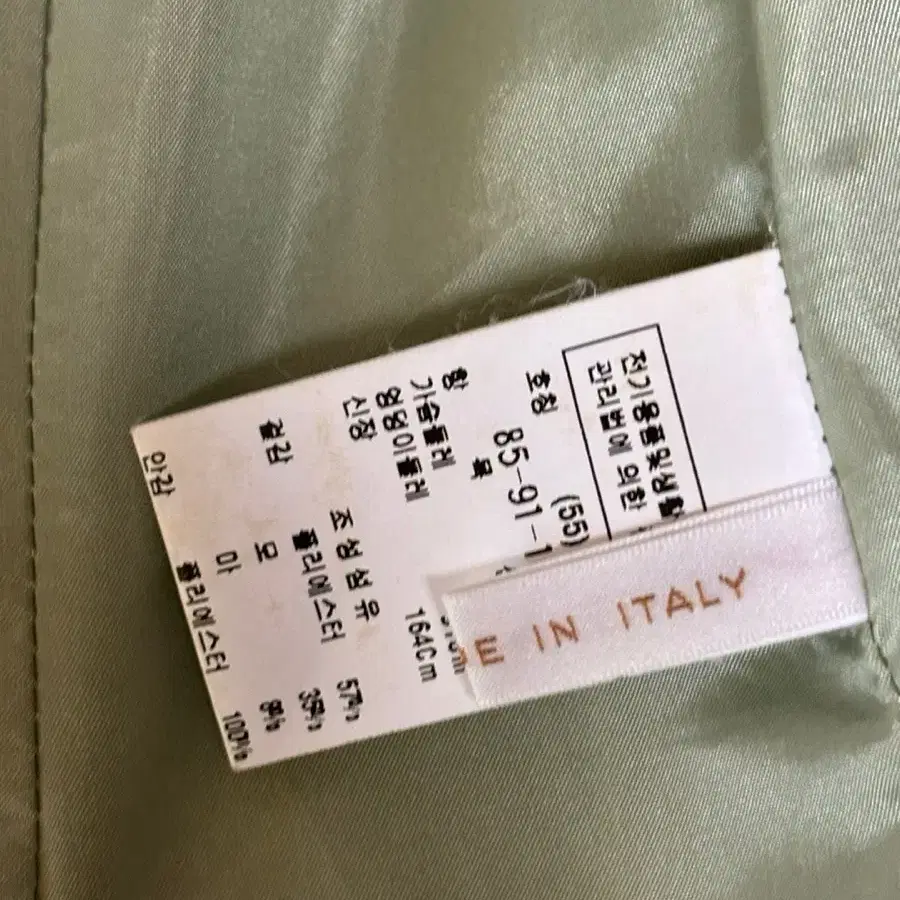 전기용품및생활
관리법에 의한
호칭 (55)
85-91-1
항 목
가슴둘레
엉덩이둘레
신장 164cm
조성섬유
겉감 폴리에스터 57%
모 35%
마 8%
안감 폴리에스터 100%
E IN ITALY